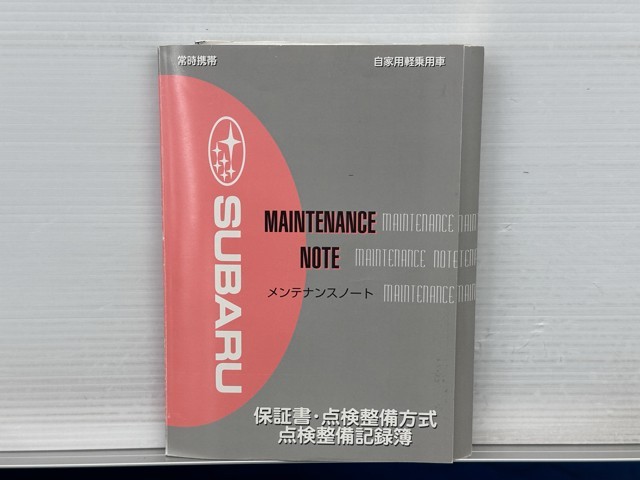 常時携帯
自家用軽乗用車
SUBARU
MAINTENANCE MAINTENANCE
NOTE MAINTENANCE NOTE
メンテナンスノート MAINTENANCE
保証書・点検整備方式
点検整備記録簿